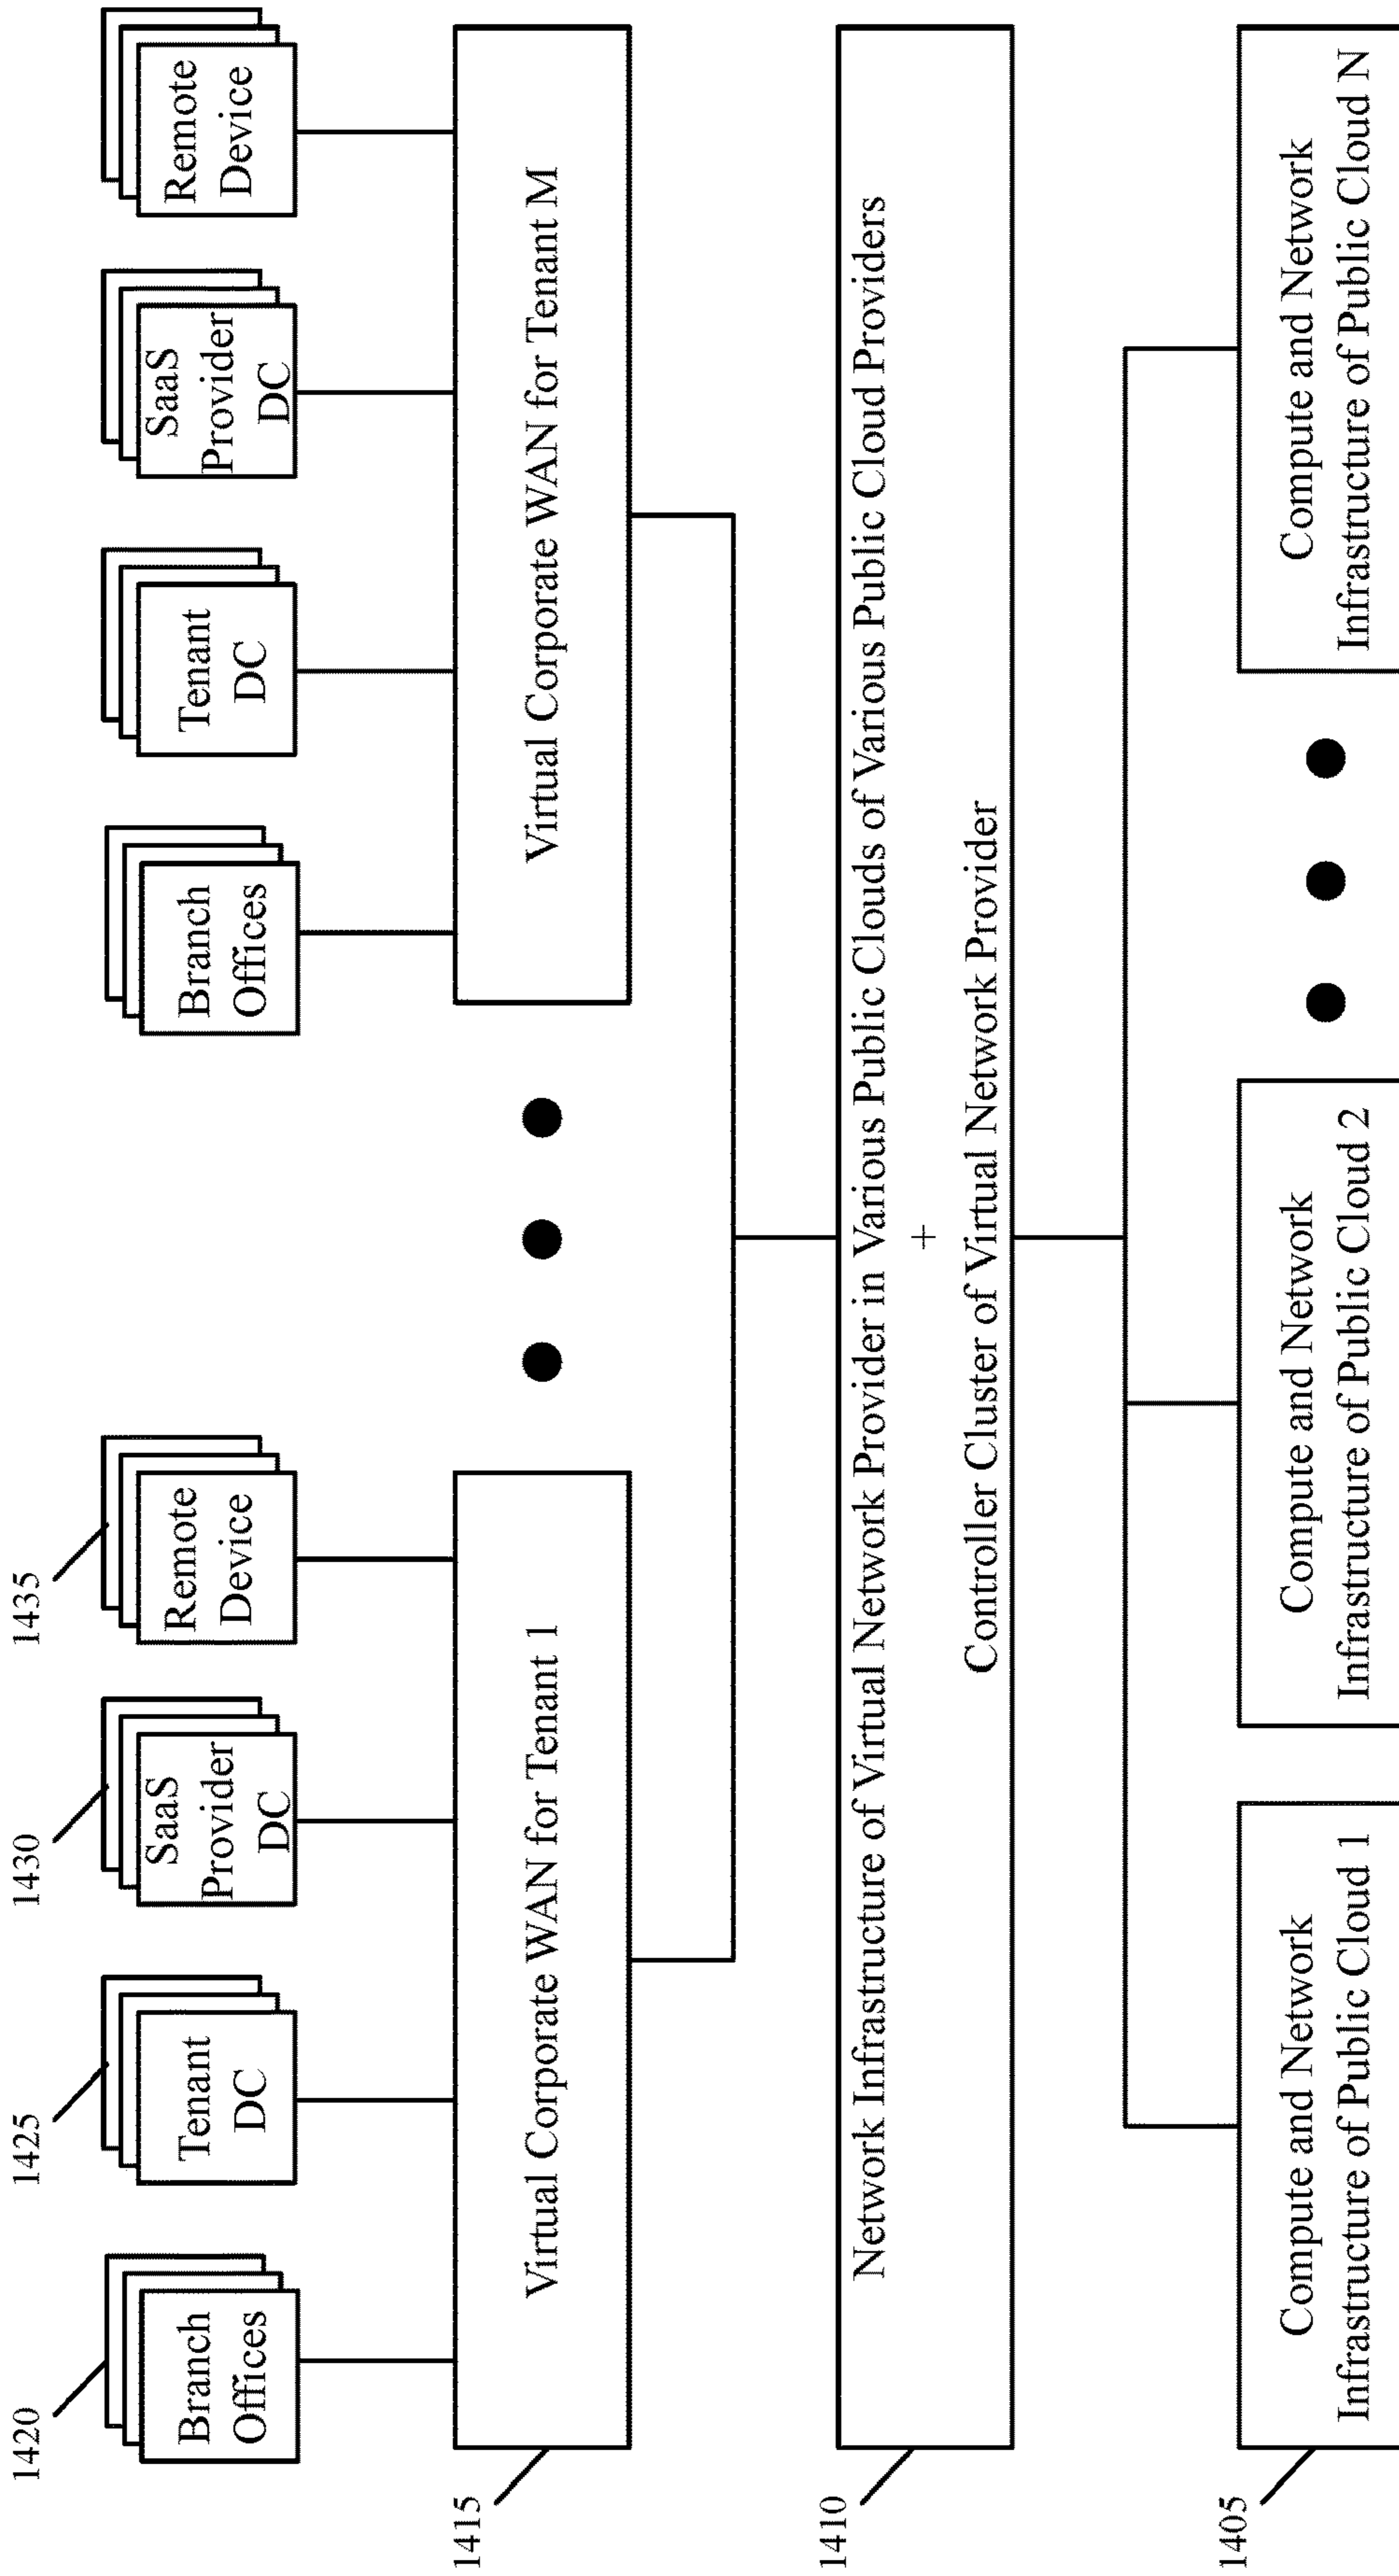 1420
1425
1430
1435
Branch
Offices
Tenant
DC
SaaS
Provider
DC
Remote
Device
Branch
Offices
Tenant
DC
SaaS
Provider
DC
Remote
Device
1415
Virtual Corporate WAN for Tenant 1
Virtual Corporate WAN for Tenant M
1410
Network Infrastructure of Virtual Network Provider in Various Public Clouds of Various Public Cloud Providers
+
Controller Cluster of Virtual Network Provider
1405
Compute and Network
Infrastructure of Public Cloud 1
Compute and Network
Infrastructure of Public Cloud 2
Compute and Network
Infrastructure of Public Cloud N